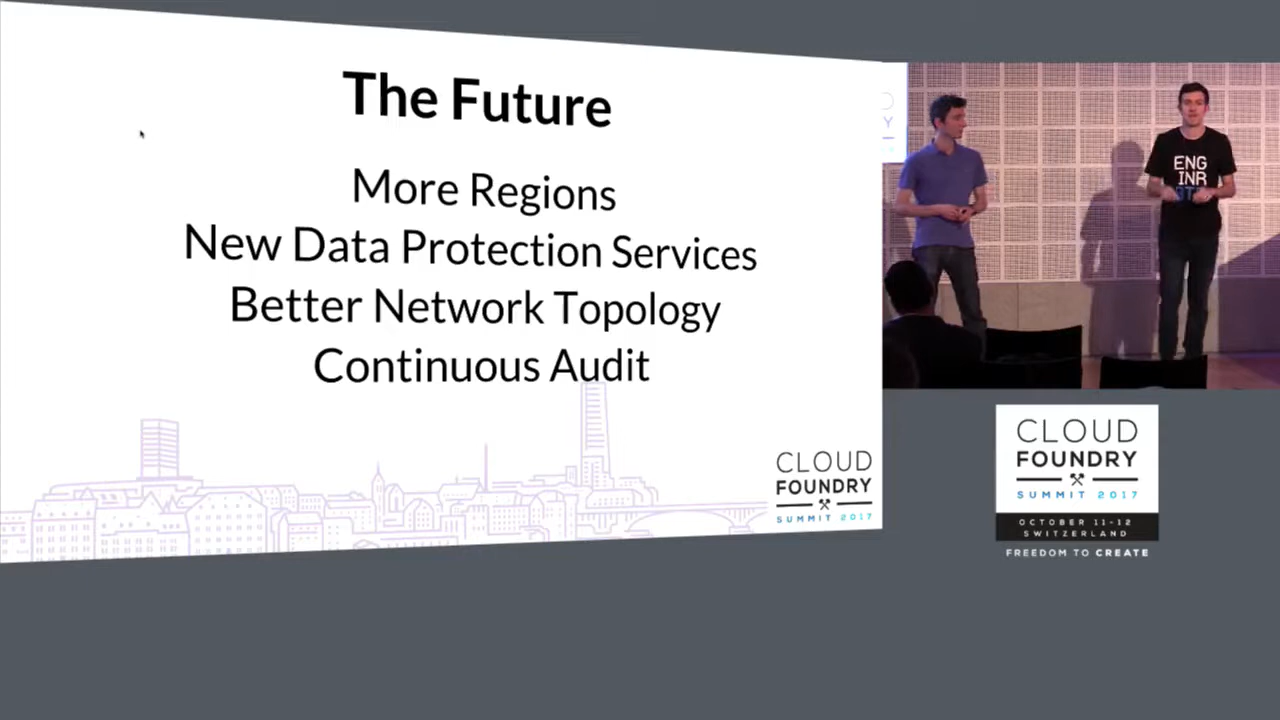 The Future
More Regions
New Data Protection Services
Better Network Topology
Continuous Audit
CLOUD
FOUNDRY
SUMMIT 2017
Y
ENG
INR
CLOUD
FOUNDRY
SUMMIT 2017
OCTOBER 11-12
SWITZERLAND
FREEDOM TO CREATE